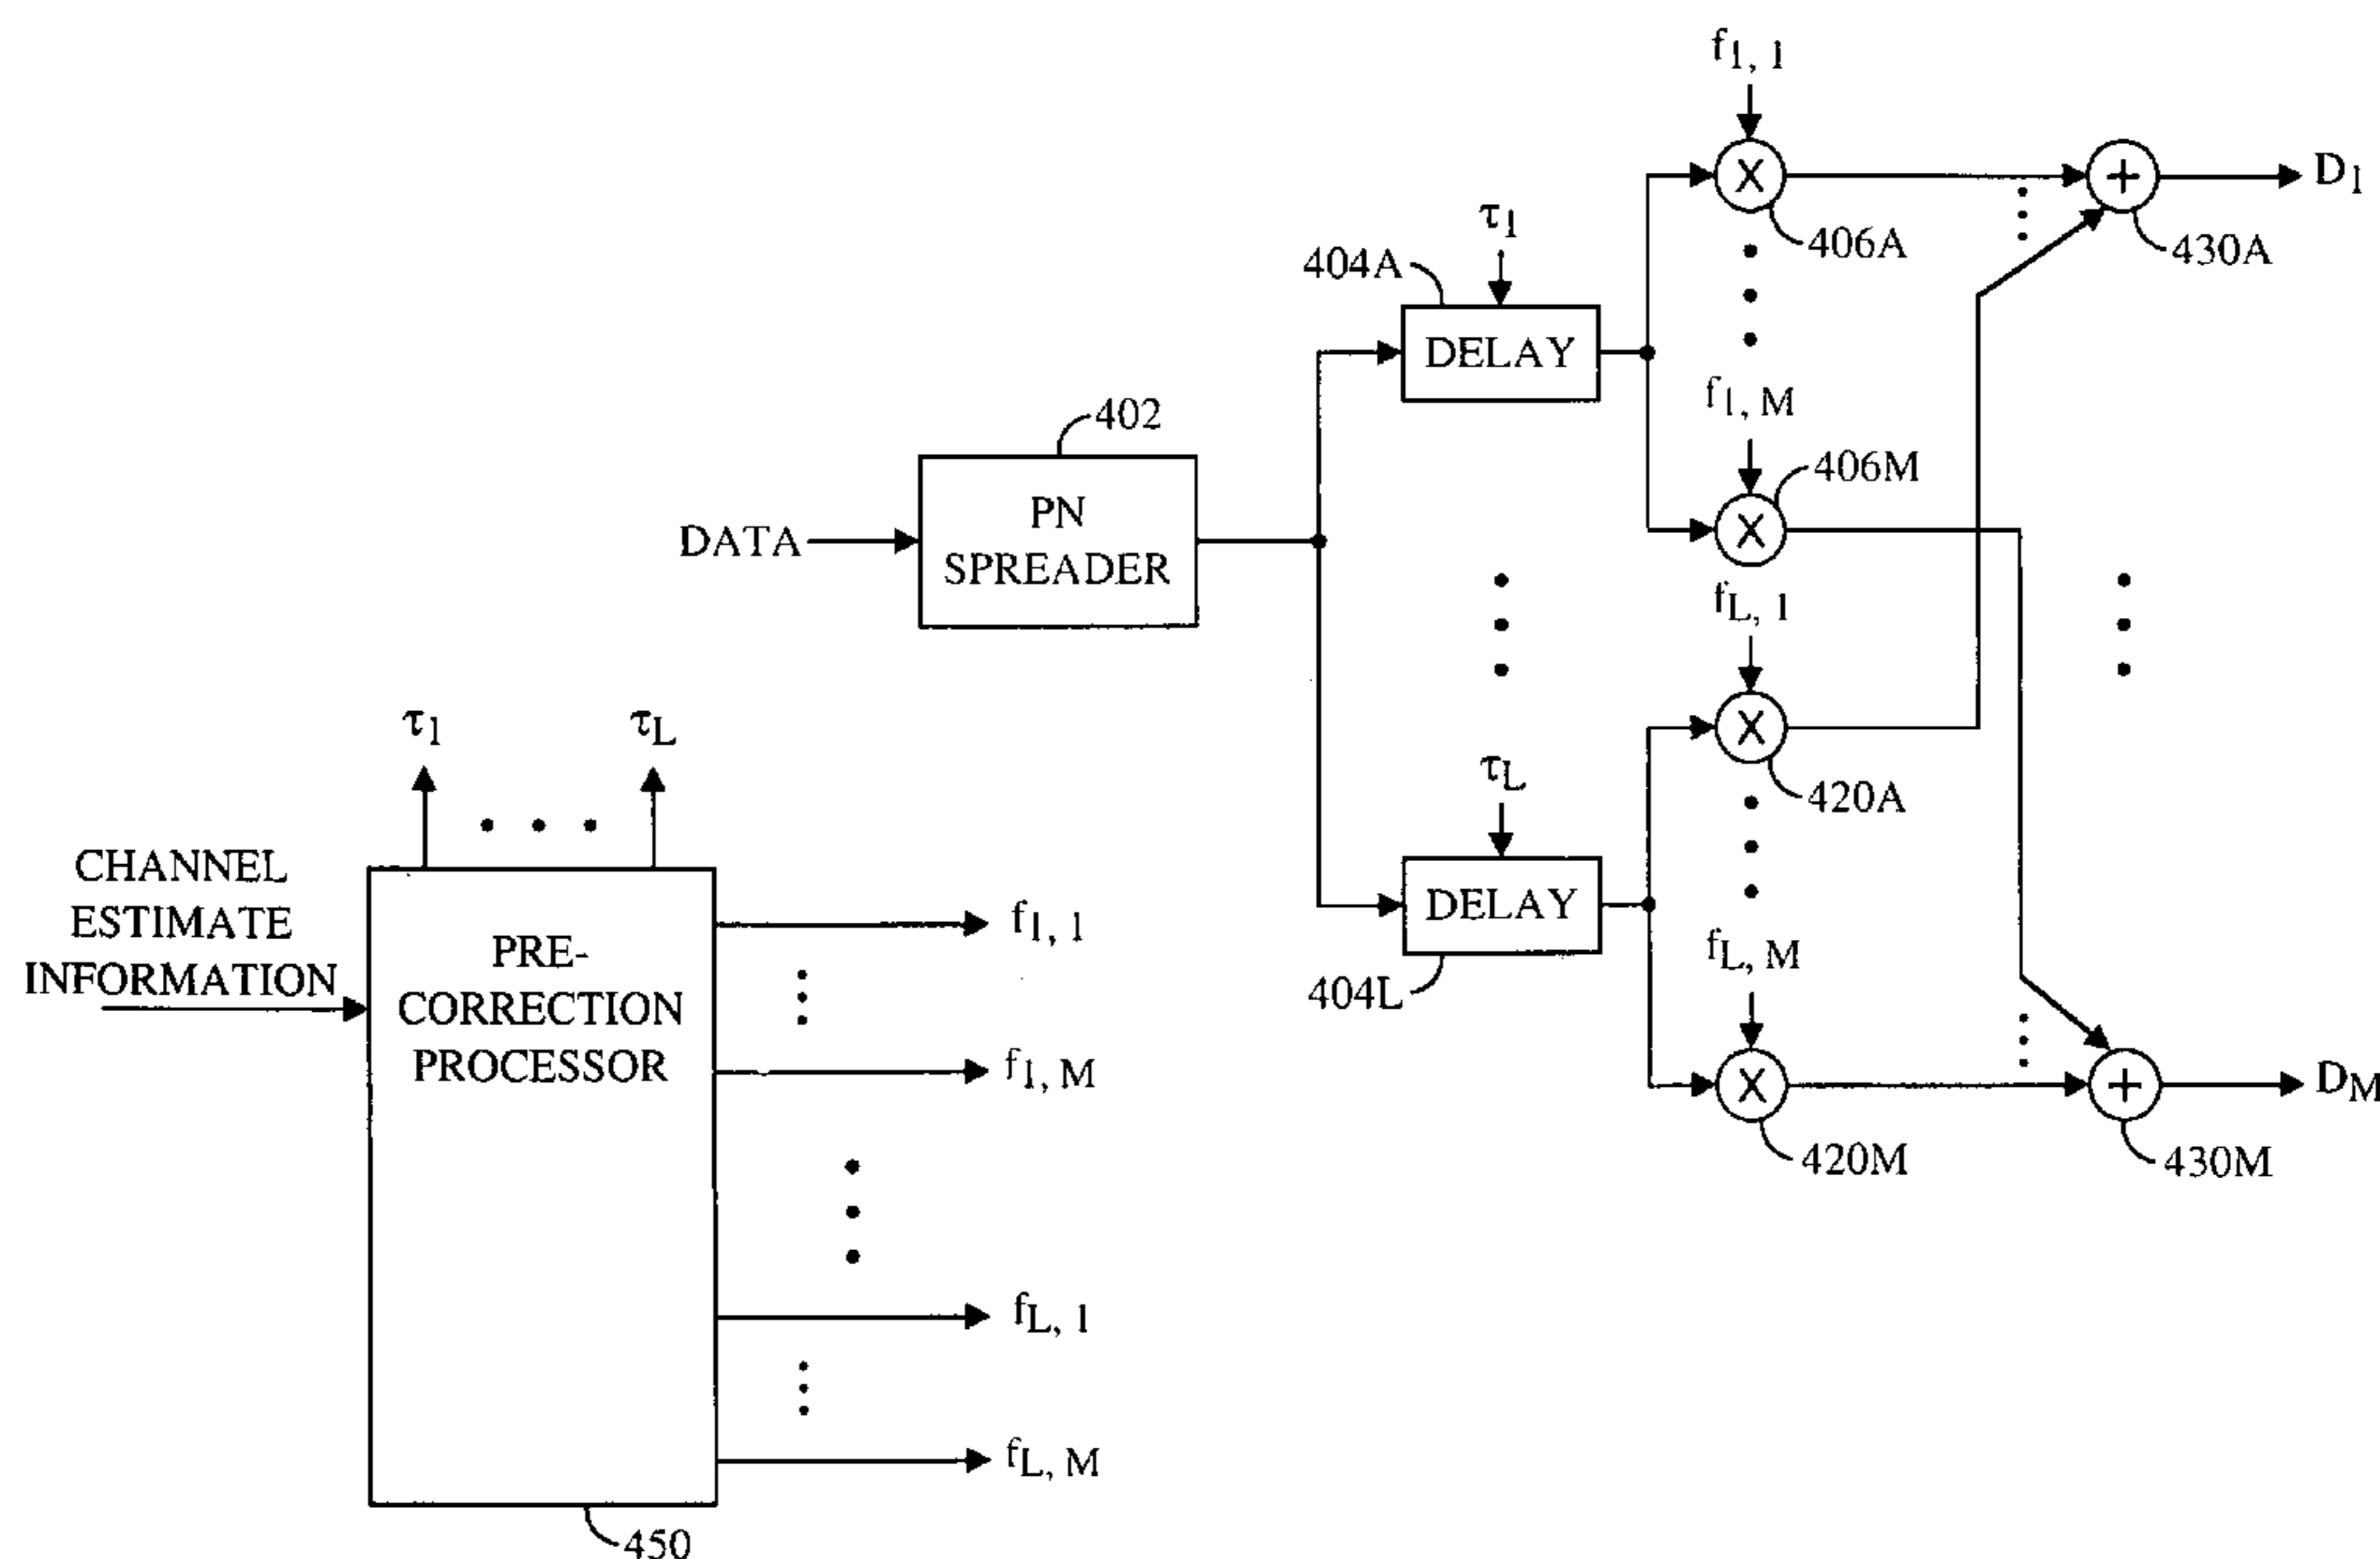 f1, 1
D1
406A
430A
τ1
404A
DELAY
f1, M
402
406M
DATA
PN
SPREADER
fL, 1
τ1
τL
τL
420A
CHANNEL
ESTIMATE
INFORMATION
DELAY
fL, M
404L
PRE-
CORRECTION
PROCESSOR
f1, 1
f1, M
DM
420M
430M
fL, 1
fL, M
450